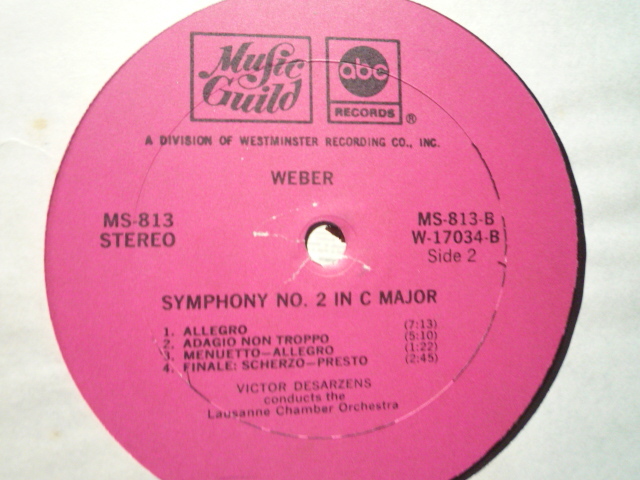 Music Guild
abc
RECORDS ®
A DIVISION OF WESTMINSTER RECORDING CO., INC.
WEBER
MS-813
STEREO
MS-813-B
W-17034-B
Side 2
SYMPHONY NO. 2 IN C MAJOR
1. ALLEGRO (7:13)
2. ADAGIO NON TROPPO (5:10)
3. MENUETTO—ALLEGRO (1:22)
4. FINALE: SCHERZO—PRESTO (2:45)
VICTOR DESARZENS
conducts the
Lausanne Chamber Orchestra